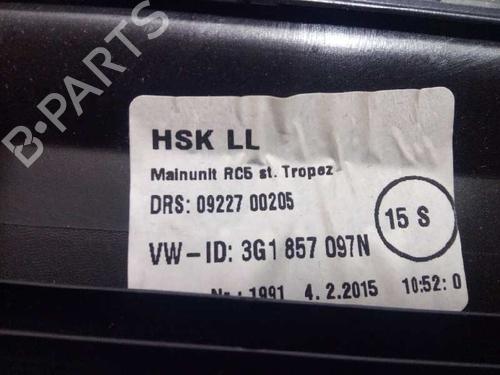 B-PARTS
HSK LL
Mainunit RC5 st. Tropez
DRS: 09227 00205
15 S
VW-ID: 3G1 857 097N
Nr.: 1991 4. 2.2015 10:52: 0